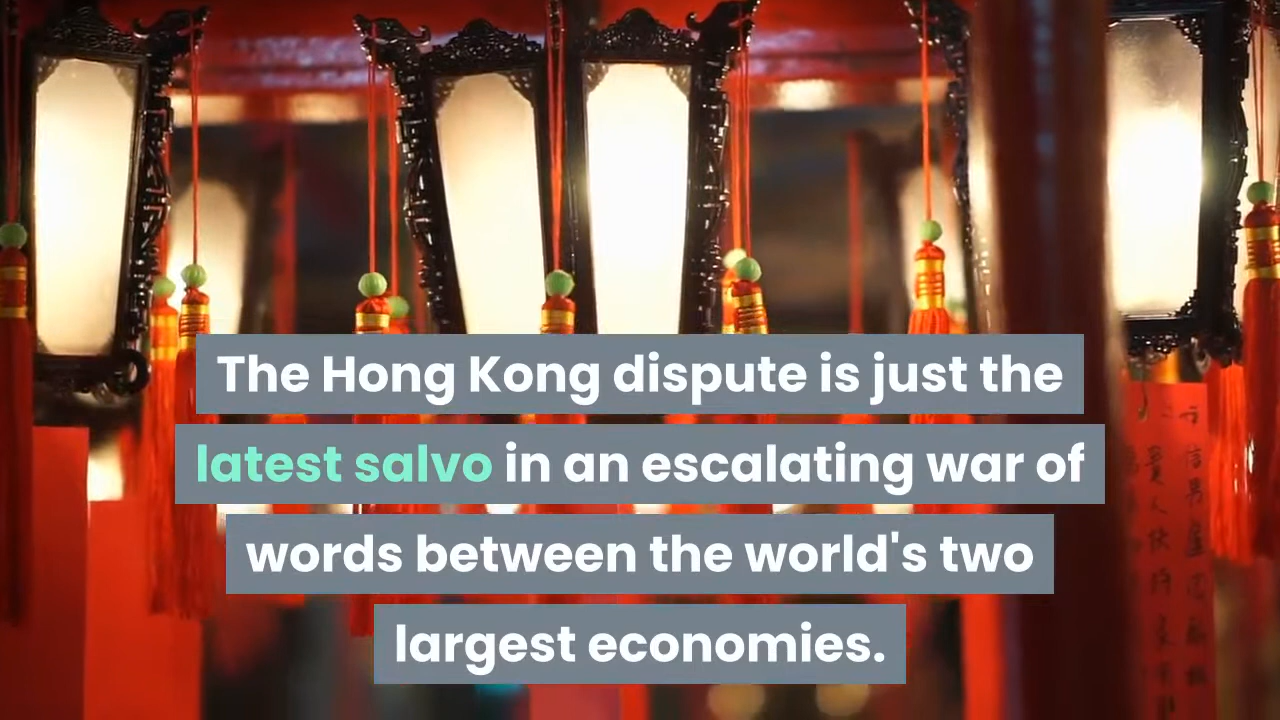 The Hong Kong dispute is just the
latest salvo in an escalating war of
words between the world's two
largest economies.